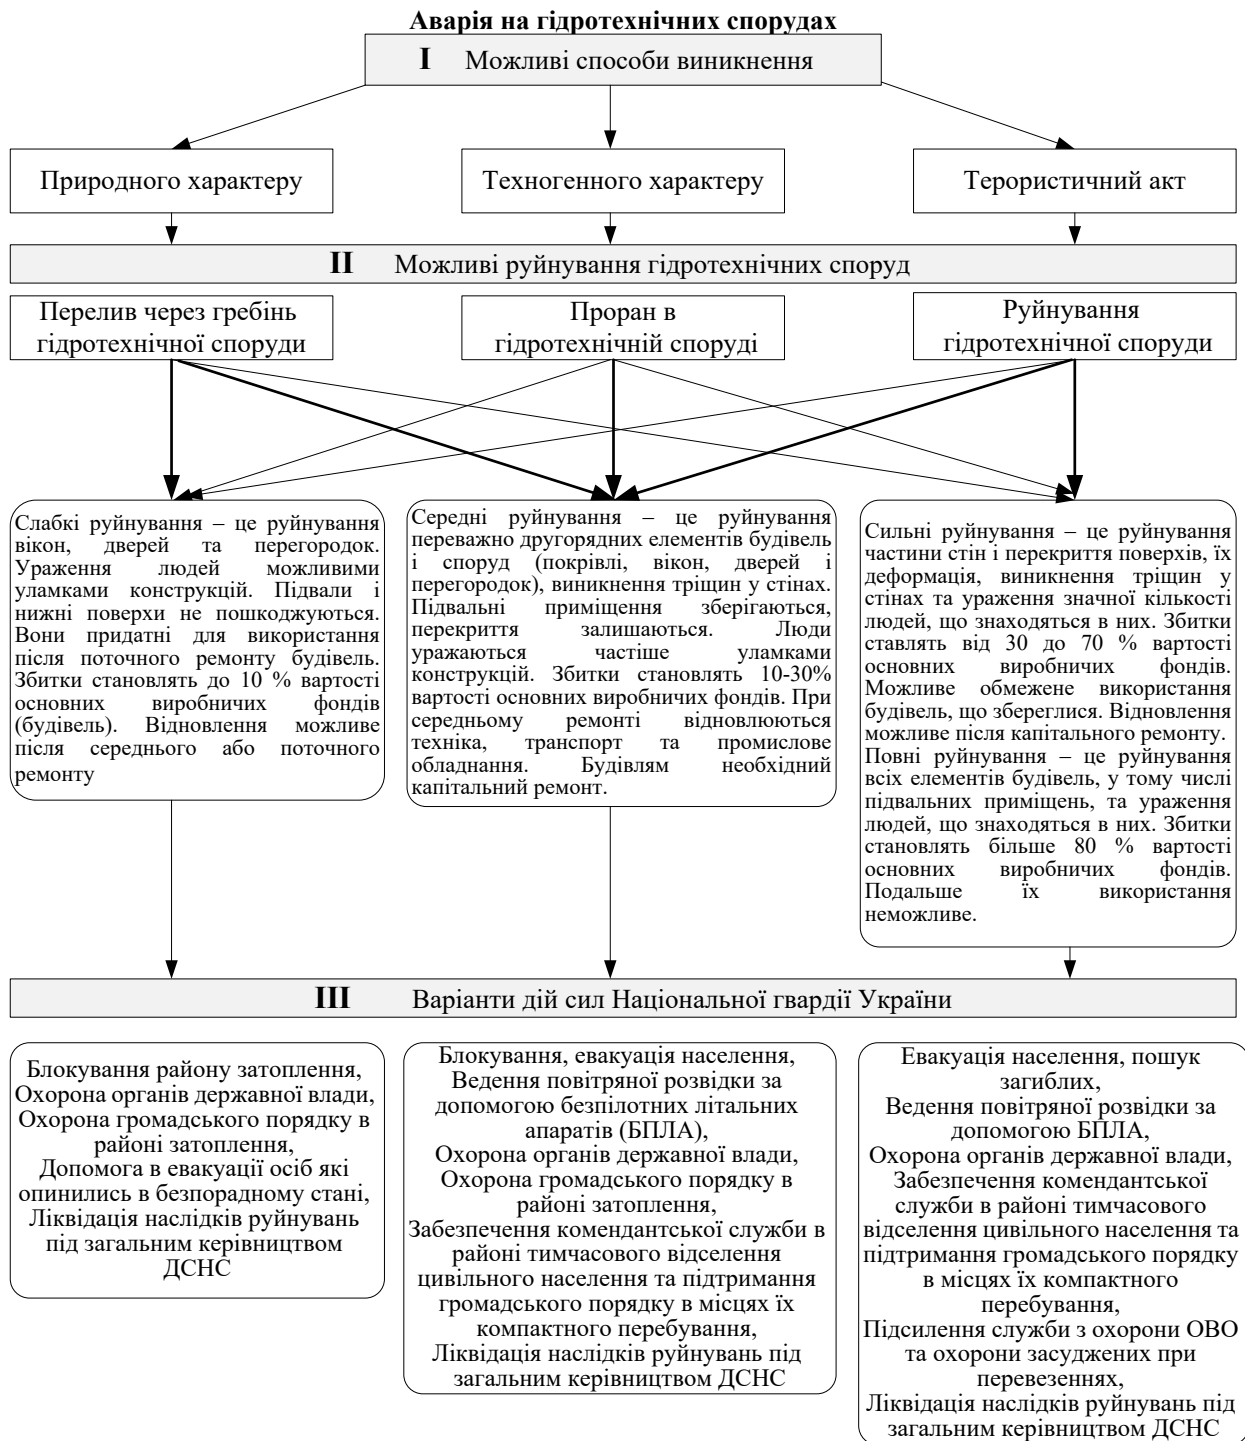 Аварія на гідротехнічних спорудах
I Можливі способи виникнення
Природного характеру
Техногенного характеру
Терористичний акт
II Можливі руйнування гідротехнічних споруд
Перелив через гребінь
гідротехнічної споруди
Проран в
гідротехнічній споруді
Руйнування
гідротехнічної споруди
Слабкі руйнування – це руйнування
вікон, дверей та перегородок.
Ураження людей можливими
уламками конструкцій. Підвали і
нижні поверхи не пошкоджуються.
Вони придатні для використання
після поточного ремонту будівель.
Збитки становлять до 10 % вартості
основних виробничих фондів
(будівель). Відновлення можливе
після середнього або поточного
ремонту
Середні руйнування – це руйнування
переважно другорядних елементів будівель
і споруд (покрівлі, вікон, дверей і
перегородок), виникнення тріщин у стінах.
Підвальні приміщення зберігаються,
перекриття залишаються. Люди
уражаються частіше уламками
конструкцій. Збитки становлять 10-30%
вартості основних виробничих фондів. При
середньому ремонті відновлюються
техніка, транспорт та промислове
обладнання. Будівлям необхідний
капітальний ремонт.
Сильні руйнування – це руйнування
частини стін і перекриття поверхів, їх
деформація, виникнення тріщин у
стінах та ураження значної кількості
людей, що знаходяться в них. Збитки
ставлять від 30 до 70 % вартості
основних виробничих фондів.
Можливе обмежене використання
будівель, що збереглися. Відновлення
можливе після капітального ремонту.
Повні руйнування – це руйнування
всіх елементів будівель, у тому числі
підвальних приміщень, та ураження
людей, що знаходяться в них. Збитки
становлять більше 80 % вартості
основних виробничих фондів.
Подальше їх використання
неможливе.
III Варіанти дій сил Національної гвардії України
Блокування району затоплення,
Охорона органів державної влади,
Охорона громадського порядку в
районі затоплення,
Допомога в евакуації осіб які
опинились в безпорадному стані,
Ліквідація наслідків руйнувань
під загальним керівництвом
ДСНС
Блокування, евакуація населення,
Ведення повітряної розвідки за
допомогою безпілотних літальних
апаратів (БПЛА),
Охорона органів державної влади,
Охорона громадського порядку в
районі затоплення,
Забезпечення комендантської служби в
районі тимчасового відселення
цивільного населення та підтримання
громадського порядку в місцях їх
компактного перебування,
Ліквідація наслідків руйнувань під
загальним керівництвом ДСНС
Евакуація населення, пошук
загиблих,
Ведення повітряної розвідки за
допомогою БПЛА,
Охорона органів державної влади,
Забезпечення комендантської
служби в районі тимчасового
відселення цивільного населення та
підтримання громадського порядку
в місцях їх компактного
перебування,
Підсилення служби з охорони ОВО
та охорони засуджених при
перевезеннях,
Ліквідація наслідків руйнувань під
загальним керівництвом ДСНС